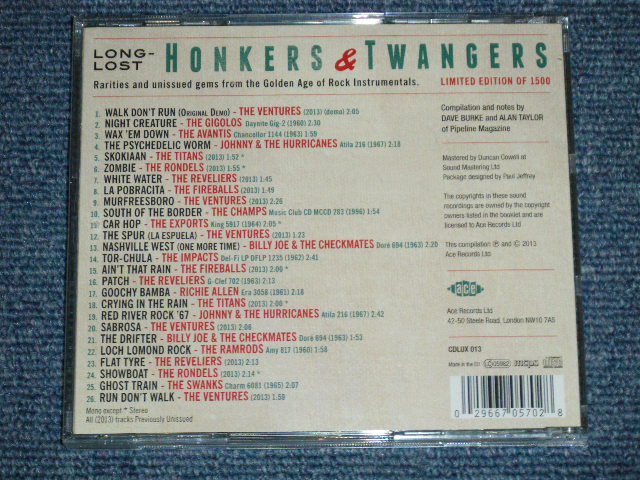 LONG-LOST HONKERS & TWANGERS
Rarities and unissued gems from the Golden Age of Rock Instrumentals.
LIMITED EDITION OF 1500
1. WALK DON'T RUN (ORIGINAL DEMO) - THE VENTURES (2013) (demo) 2:05
2. NIGHT CREATURE - THE GIGOLOS Daynite Gig-2 (1960) 2:30
3. WAX 'EM DOWN - THE AVANTIS Chancellor 1144 (1963) 1:59
4. THE PSYCHEDELIC WORM - JOHNNY & THE HURRICANES Atila 216 (1967) 2:18
5. SKOKIAAN - THE TITANS (2013) 1:52 *
6. ZOMBIE - THE RONDELS (2013) 1:55 *
7. WHITE WATER - THE REVELIERS (2013) 1:45
8. LA POBRACITA - THE FIREBALLS (2013) 1:49
9. MURFREESBORO - THE VENTURES (2013) 2:26
10. SOUTH OF THE BORDER - THE CHAMPS Music Club CD MCCD 283 (1996) 1:54
11. CAR HOP - THE EXPORTS King 5917 (1964) 2:05 *
12. THE SPUR (LA ESPUELA) - THE VENTURES (2013) 1:23
13. NASHVILLE WEST (ONE MORE TIME) - BILLY JOE & THE CHECKMATES Doré 694 (1963) 2:20
14. TOR-CHULA - THE IMPACTS Del-Fi LP DFLP 1235 (1962) 2:41
15. AIN'T THAT RAIN - THE FIREBALLS (2013) 2:00 *
16. PATCH - THE REVELIERS G-Clef 702 (1963) 2:13
17. GOOCHY BAMBA - RICHIE ALLEN Era 3058 (1961) 2:18
18. CRYING IN THE RAIN - THE TITANS (2013) 2:00 *
19. RED RIVER ROCK '67 - JOHNNY & THE HURRICANES Atila 216 (1967) 2:42
20. SABROSA - THE VENTURES (2013) 2:06
21. THE DRIFTER - BILLY JOE & THE CHECKMATES Doré 694 (1963) 1:53
22. LOCH LOMOND ROCK - THE RAMRODS Amy 817 (1960) 1:58
23. FLAT TYRE - THE REVELIERS (2013) 2:13
24. SHOWBOAT - THE RONDELS (2013) 2:14 *
25. GHOST TRAIN - THE SWANKS Charm 6081 (1965) 2:07
26. RUN DON'T WALK - THE VENTURES (2013) 1:59
Mono except * Stereo
All (2013) tracks Previously Unissued
Compilation and notes by
DAVE BURKE and ALAN TAYLOR
of Pipeline Magazine
Mastered by Duncan Cowell at
Sound Mastering Ltd
Package designed by Paul Jeffrey
The copyrights in these sound
recordings are owned by the copyright
owners listed in the booklet and by
Ace Records Ltd
This compilation ℗ and © 2013
Ace Records Ltd
ace
Ace Records Ltd
42-50 Steele Road, London NW10 7AS
CDLUX 013
Made in the EU
mcps
0 29667 05702 8